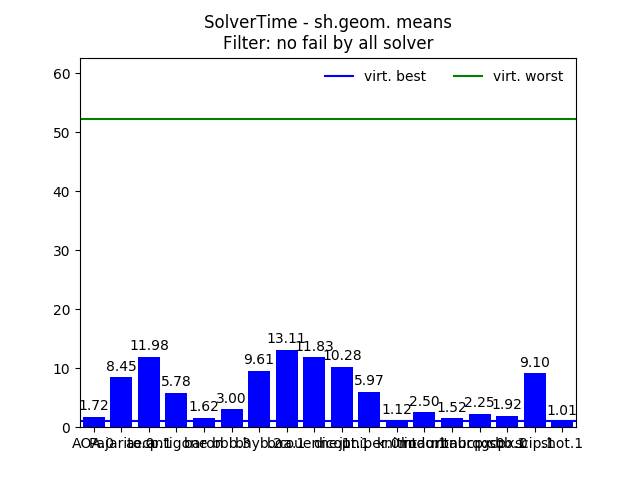 SolverTime - sh.geom. means
Filter: no fail by all solver
virt. best virt. worst
60
50
40
30
20
10
0
1.72 8.45 11.98 5.78 1.62 3.00 9.61 13.11 11.83 10.28 5.97 1.12 2.50 1.52 2.25 1.92 9.10 1.01
shot.1